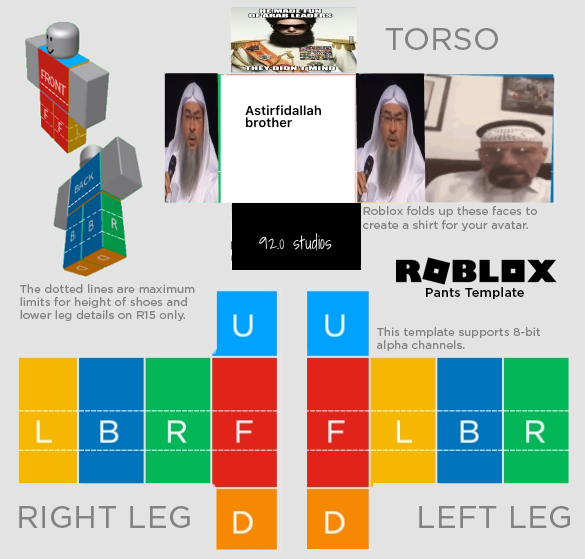 HE MADE FUN
OF ARAB LEADERS
THEY DIDN'T MIND
TORSO
FRONT
F
F
L
Astirfidallah
brother
BACK
B
B
R
D
D
92.0 studios
Roblox folds up these faces to
create a shirt for your avatar.
ROBLOX
Pants Template
The dotted lines are maximum
limits for height of shoes and
lower leg details on R15 only.
This template supports 8-bit
alpha channels.
U
U
L B R F
F L B R
D
D
RIGHT LEG
LEFT LEG